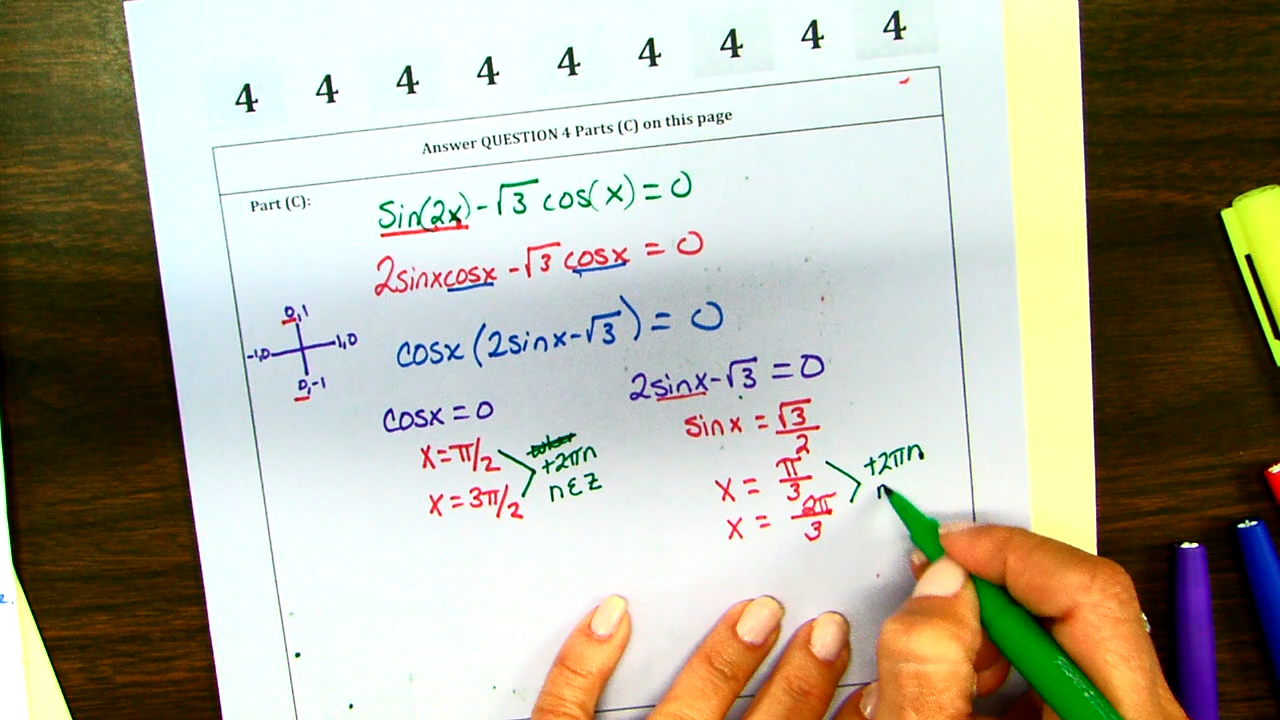 4 4 4 4 4 4 4 4 4
Answer QUESTION 4 Parts (C) on this page
Part (C):
sin(2x)-√3 cos(x)=0
2sinxcosx-√3 cosx=0
0,1
-1,0 1,0
0,-1
cosx(2sinx-√3)=0
cosx=0
x=π/2
x=3π/2
+2πn
nεZ
2sinx-√3=0
sinx=√3/2
x=π/3
x=2π/3
+2πn
n
e.